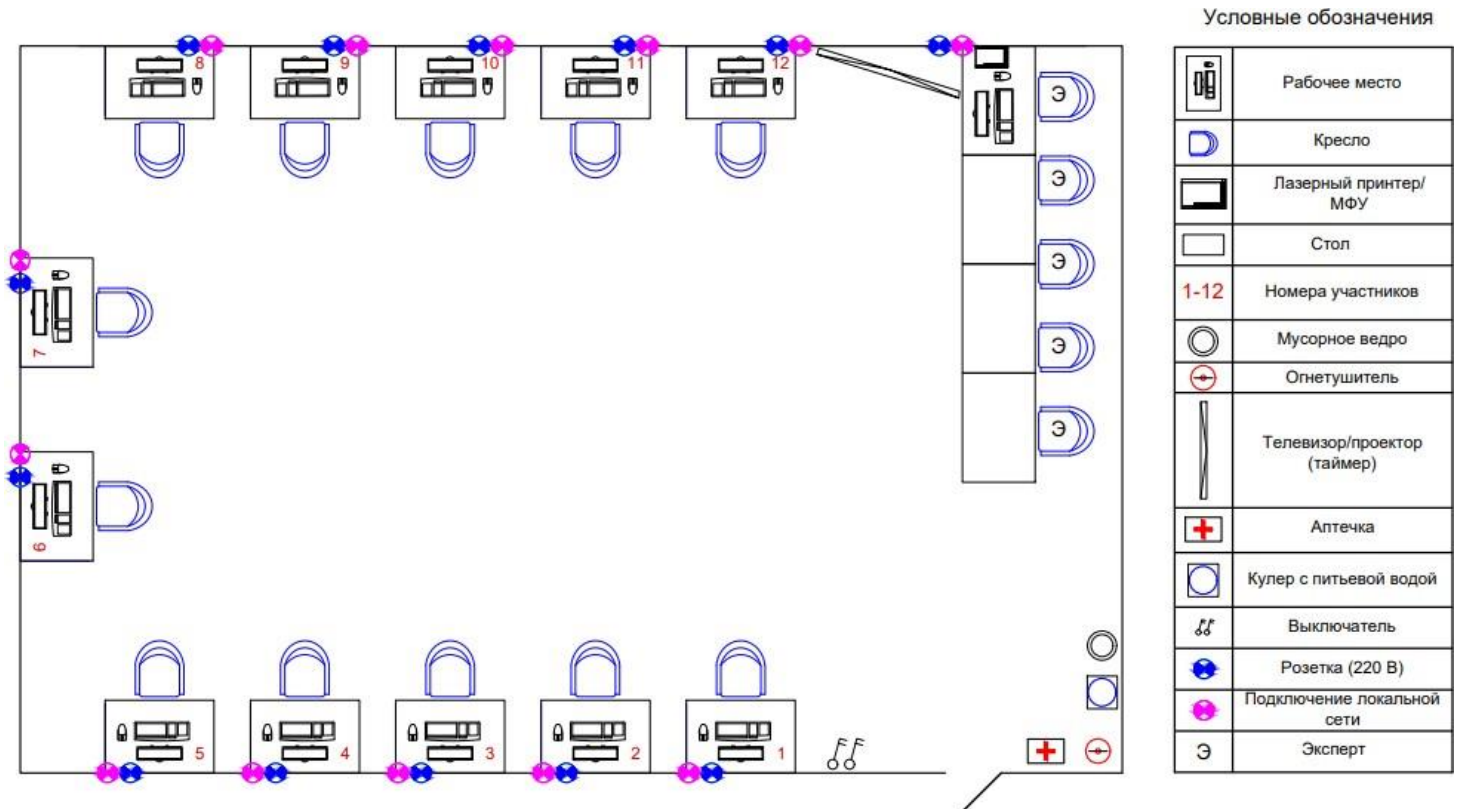 Условные обозначения
8
9
10
11
12
Э
Э
Э
Э
Э
7
6
5
4
3
2
1
Рабочее место
Кресло
Лазерный принтер/
МФУ
Стол
1-12 Номера участников
Мусорное ведро
Огнетушитель
Телевизор/проектор
(таймер)
Аптечка
Кулер с питьевой водой
Выключатель
Розетка (220 В)
Подключение локальной
сети
Э Эксперт